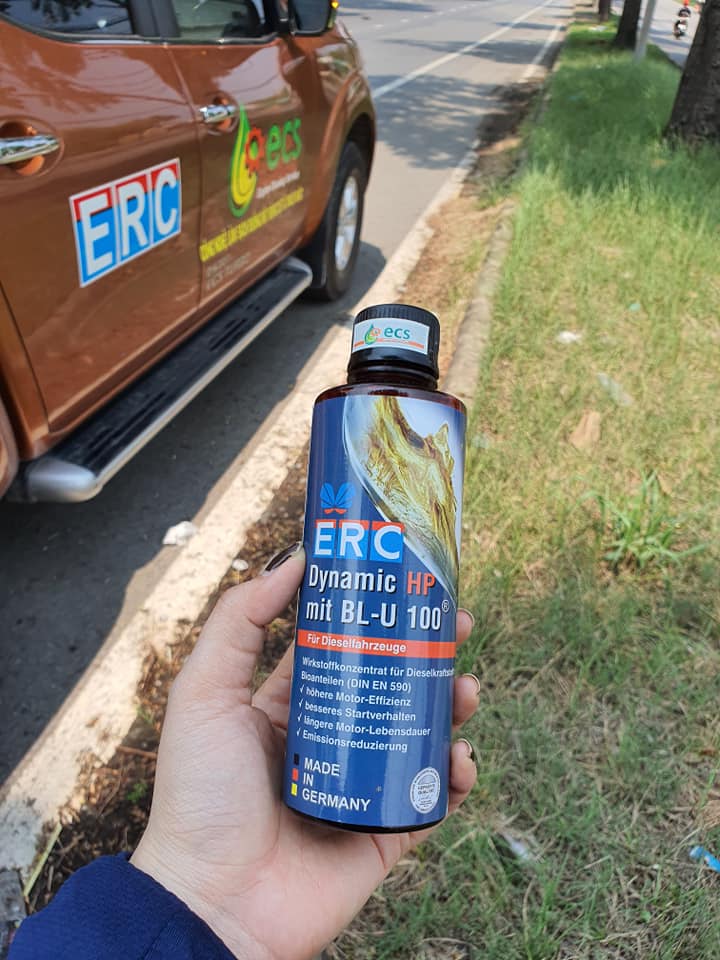 ERC
ecs
ecs
ERC
Dynamic HP
mit BL-U 100®
Für Dieselfahrzeuge
Wirkstoffkonzentrat für Dieselkraftsto
Bioanteilen (DIN EN 590)
✓ höhere Motor-Effizienz
✓ besseres Startverhalten
✓ längere Motor-Lebensdauer
✓ Emissionsreduzierung
MADE
IN
GERMANY